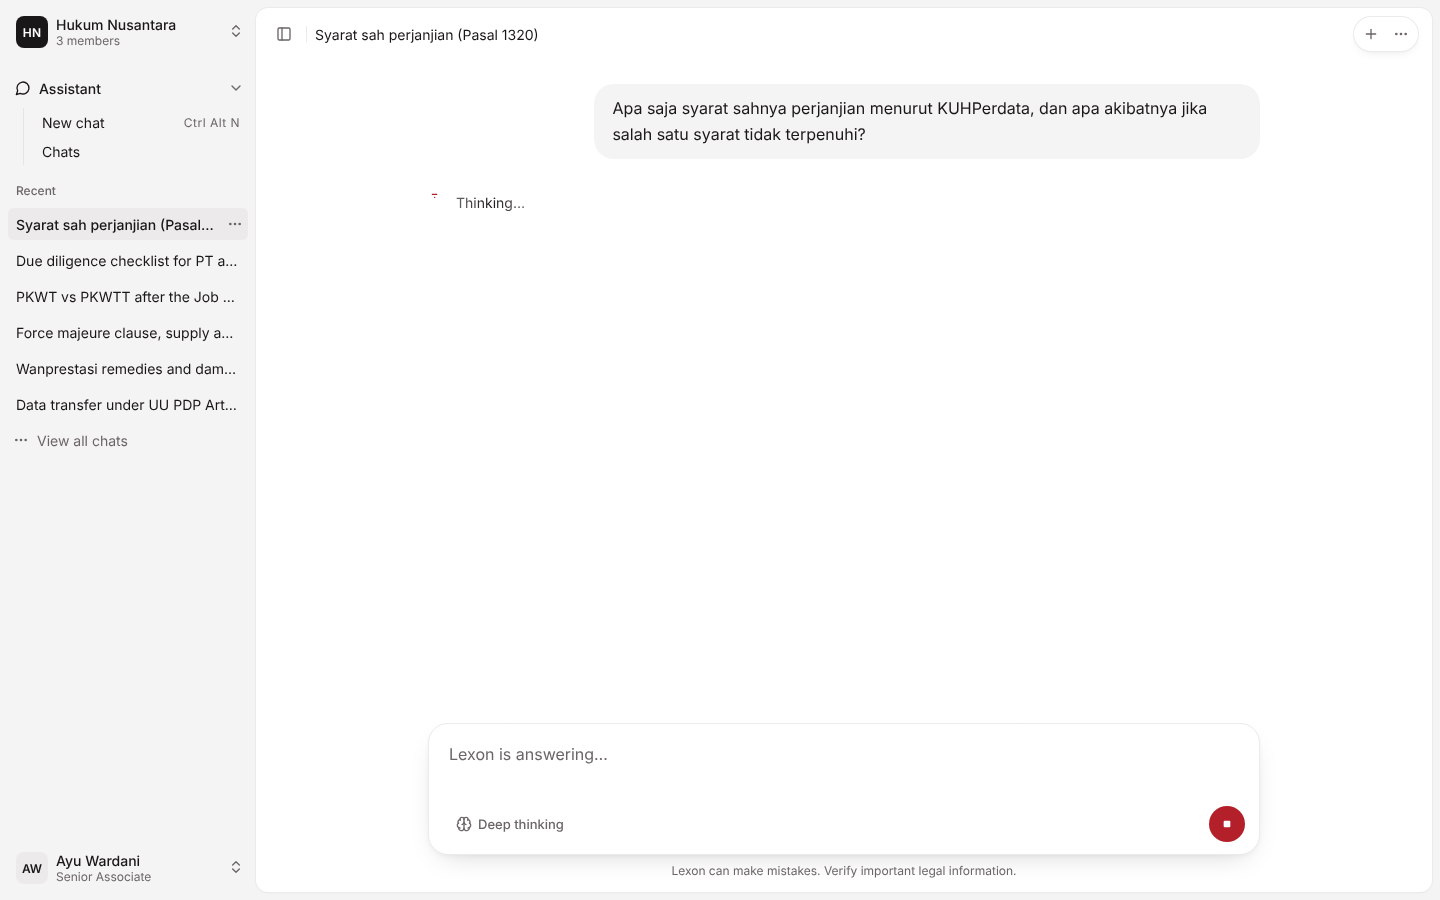 HN
Hukum Nusantara
3 members
Assistant
New chat
Ctrl Alt N
Chats
Recent
Syarat sah perjanjian (Pasal...
Due diligence checklist for PT a...
PKWT vs PKWTT after the Job ...
Force majeure clause, supply a...
Wanprestasi remedies and dam...
Data transfer under UU PDP Art...
View all chats
AW
Ayu Wardani
Senior Associate
Syarat sah perjanjian (Pasal 1320)
Apa saja syarat sahnya perjanjian menurut KUHPerdata, dan apa akibatnya jika
salah satu syarat tidak terpenuhi?
Thinking...
Lexon is answering...
Deep thinking
Lexon can make mistakes. Verify important legal information.